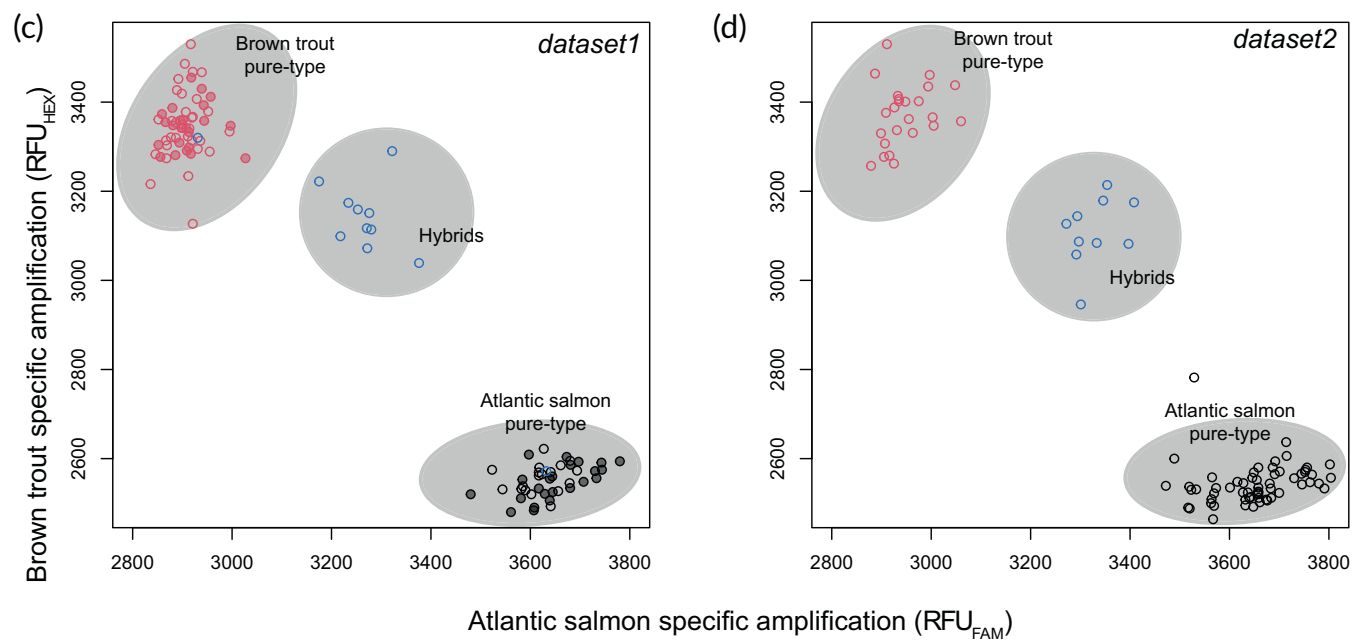 (c)
dataset1
Brown trout
pure-type
Hybrids
Atlantic salmon
pure-type
Brown trout specific amplification (RFU_HEX)
2600
2800
3000
3200
3400
2800 3000 3200 3400 3600 3800
(d)
dataset2
Brown trout
pure-type
Hybrids
Atlantic salmon
pure-type
2600
2800
3000
3200
3400
2800 3000 3200 3400 3600 3800
Atlantic salmon specific amplification (RFU_FAM)